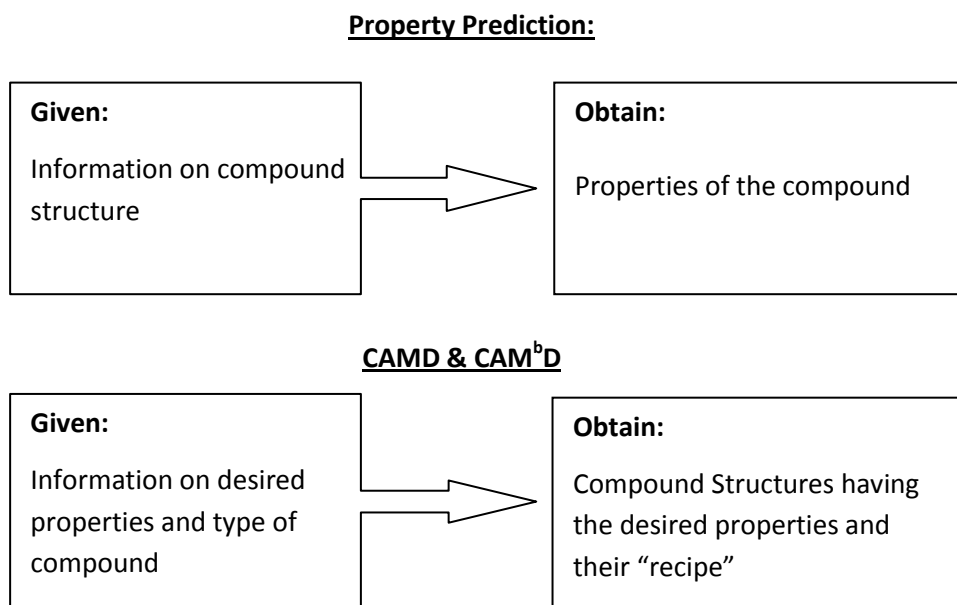 Property Prediction:
Given:
Information on compound
structure
Obtain:
Properties of the compound
CAMD & CAMᵇD
Given:
Information on desired
properties and type of
compound
Obtain:
Compound Structures having
the desired properties and
their “recipe”